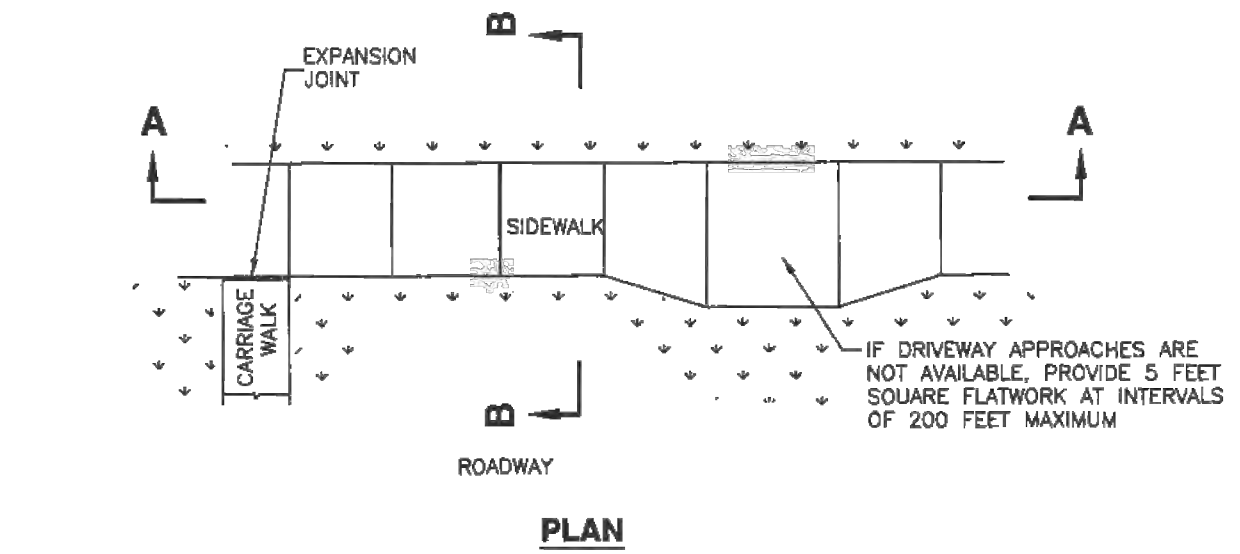 B
EXPANSION
JOINT
A
A
SIDEWALK
CARRIAGE
WALK
IF DRIVEWAY APPROACHES ARE
NOT AVAILABLE, PROVIDE 5 FEET
SQUARE FLATWORK AT INTERVALS
OF 200 FEET MAXIMUM
B
ROADWAY
PLAN